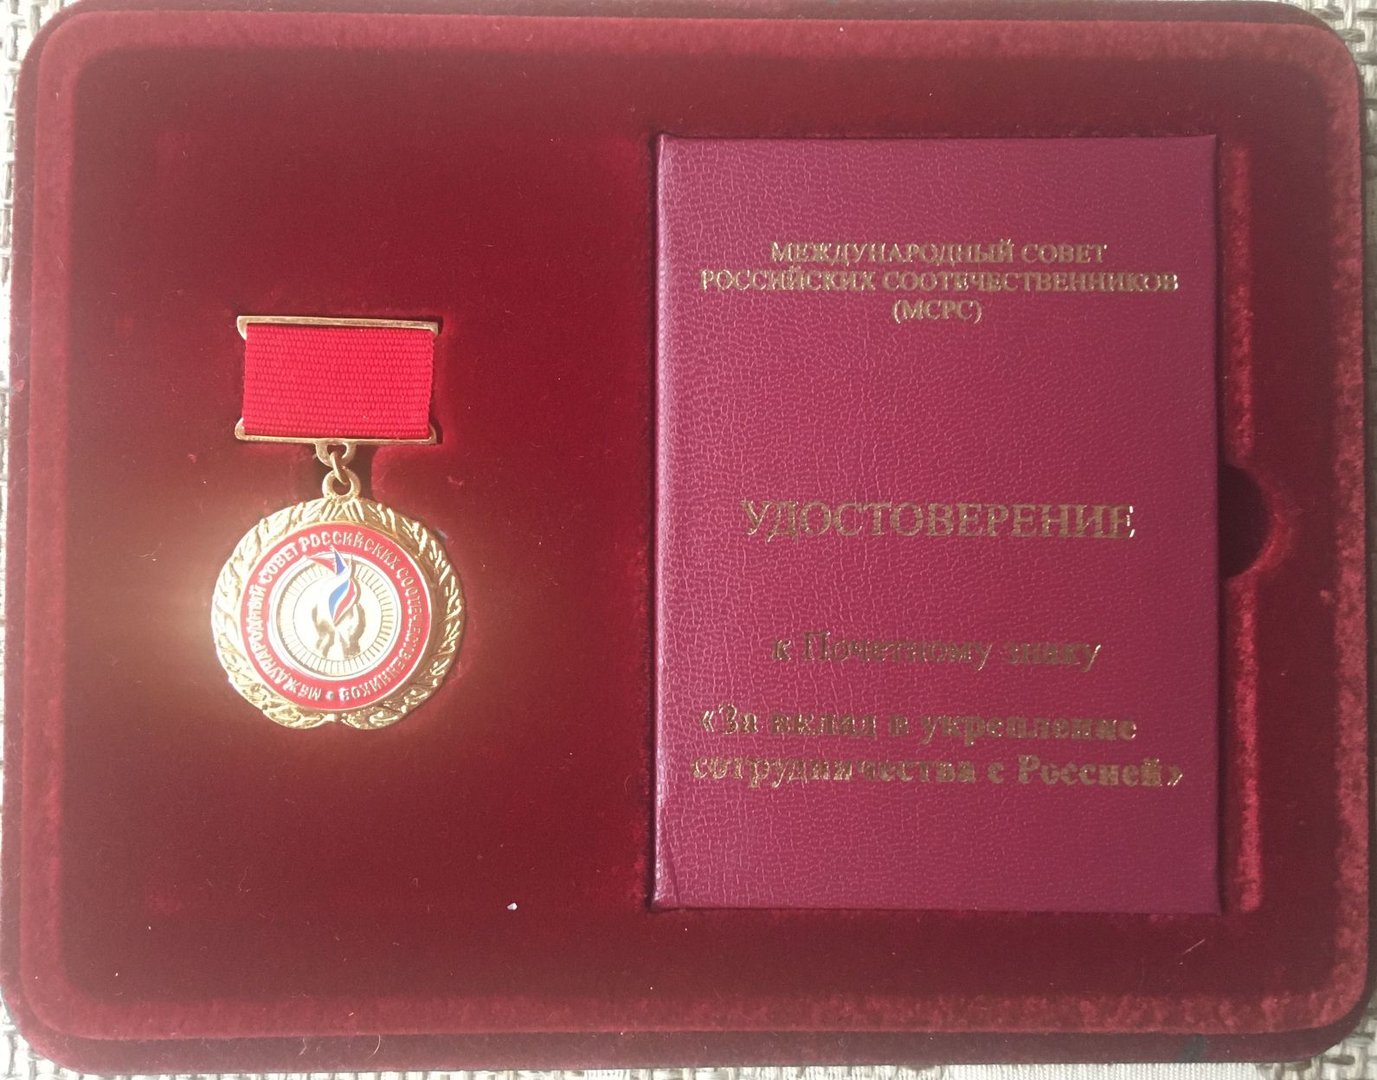 МЕЖДУНАРОДНЫЙ СОВЕТ РОССИЙСКИХ СООТЕЧЕСТВЕННИКОВ •
МЕЖДУНАРОДНЫЙ СОВЕТ
РОССИЙСКИХ СООТЕЧЕСТВЕННИКОВ
(МСРС)
УДОСТОВЕРЕНИЕ
к Почетному знаку
«За вклад в укрепление
сотрудничества с Россией»